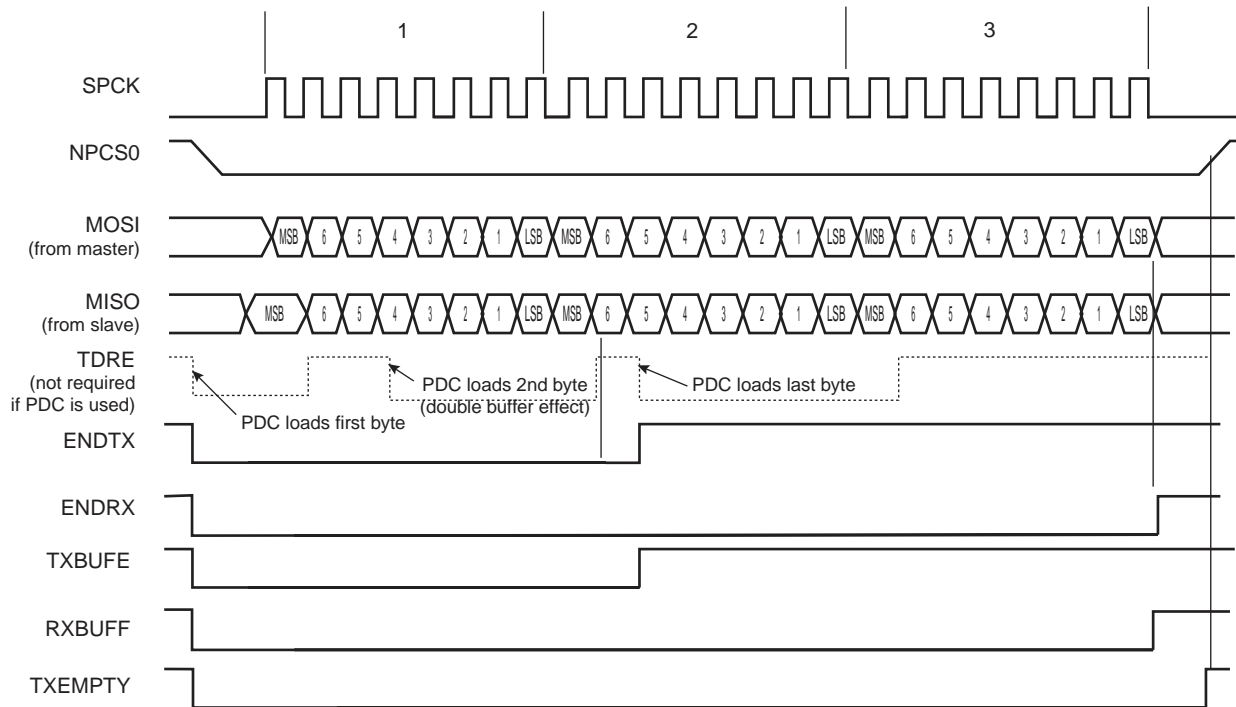 1 2 3
SPCK
NPCS0
MOSI
(from master)
MSB 6 5 4 3 2 1 LSB MSB 6 5 4 3 2 1 LSB MSB 6 5 4 3 2 1 LSB
MISO
(from slave)
MSB 6 5 4 3 2 1 LSB MSB 6 5 4 3 2 1 LSB MSB 6 5 4 3 2 1 LSB
TDRE
(not required
if PDC is used)
PDC loads first byte
PDC loads 2nd byte
(double buffer effect)
PDC loads last byte
ENDTX
ENDRX
TXBUFE
RXBUFF
TXEMPTY